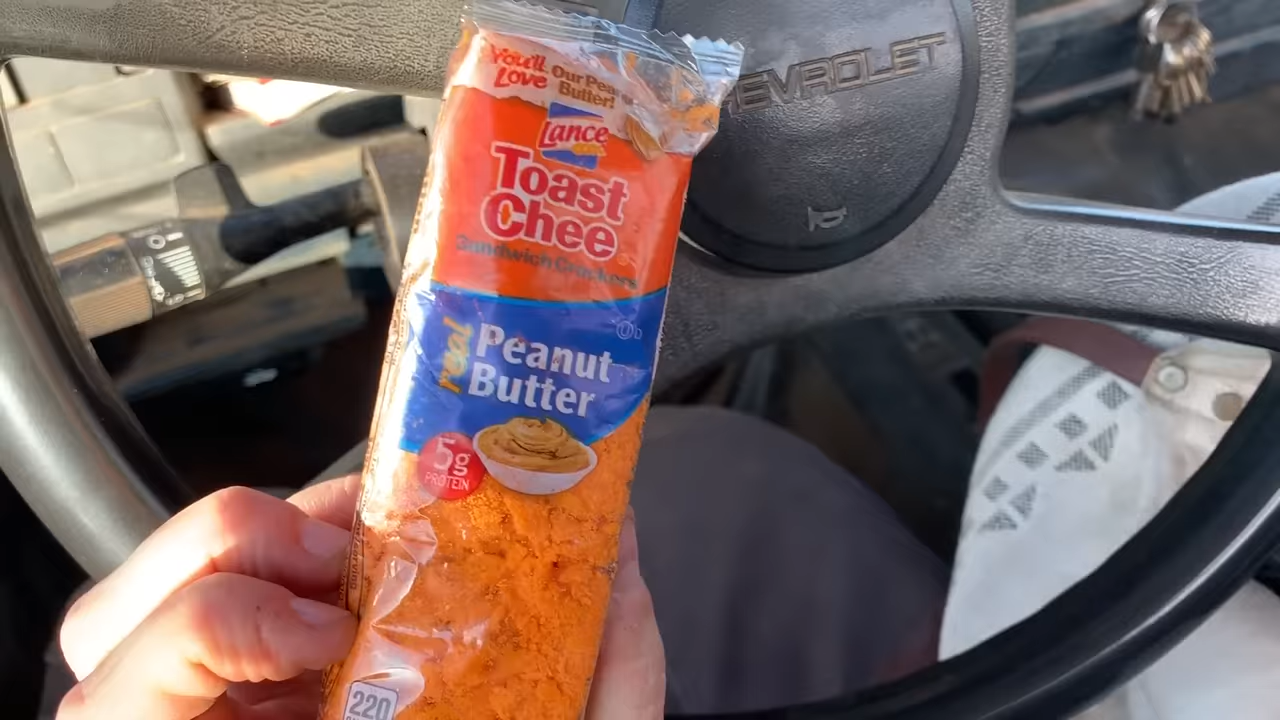 You'll
Love
Our Peanut
Butter!
Lance
Toast
Chee
Sandwich Crackers
real
Peanut
Butter
5g
PROTEIN
220
CHEVROLET